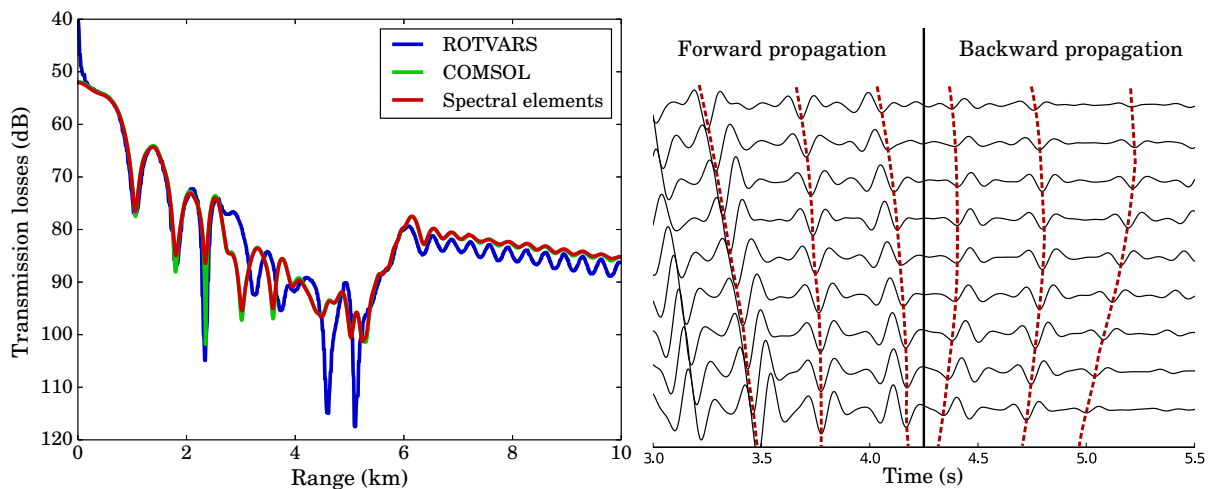 40
50
60
70
80
90
100
110
120
Transmission losses (dB)
0
2
4
6
8
10
Range (km)
ROTVARS
COMSOL
Spectral elements
Forward propagation
Backward propagation
3.0
3.5
4.0
4.5
5.0
5.5
Time (s)